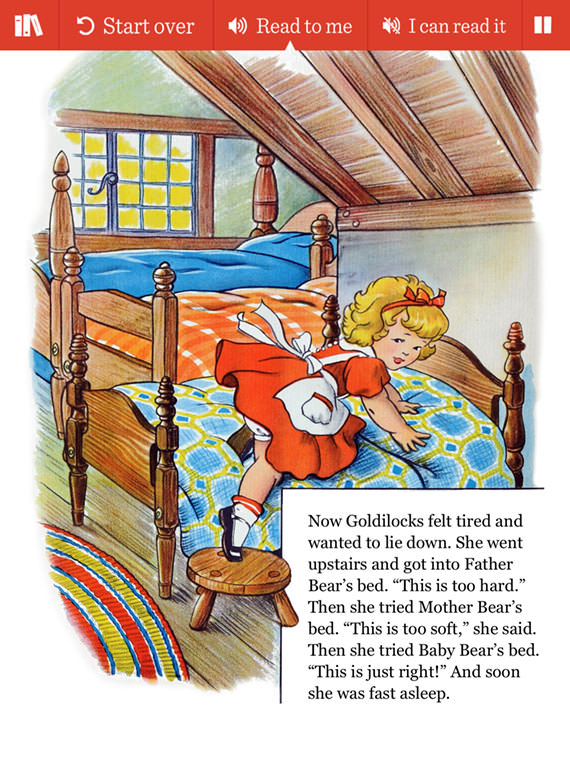 Start over Read to me I can read it
Now Goldilocks felt tired and
wanted to lie down. She went
upstairs and got into Father
Bear’s bed. “This is too hard.”
Then she tried Mother Bear’s
bed. “This is too soft,” she said.
Then she tried Baby Bear’s bed.
“This is just right!” And soon
she was fast asleep.